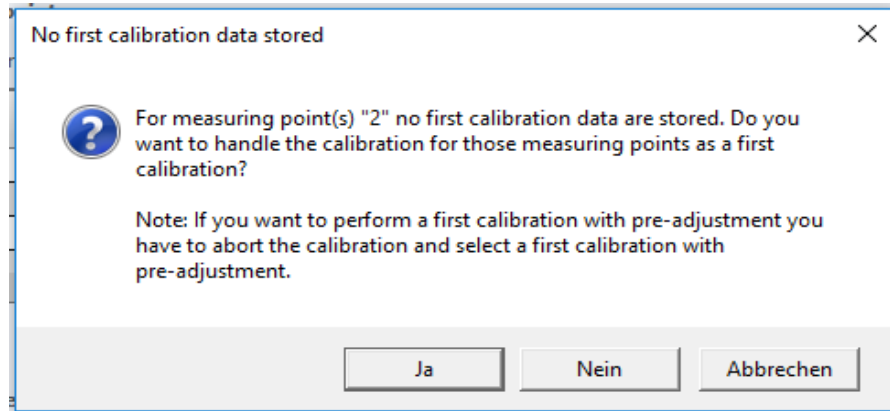 No first calibration data stored
For measuring point(s) "2" no first calibration data are stored. Do you
want to handle the calibration for those measuring points as a first
calibration?
Note: If you want to perform a first calibration with pre-adjustment you
have to abort the calibration and select a first calibration with
pre-adjustment.
Ja
Nein
Abbrechen